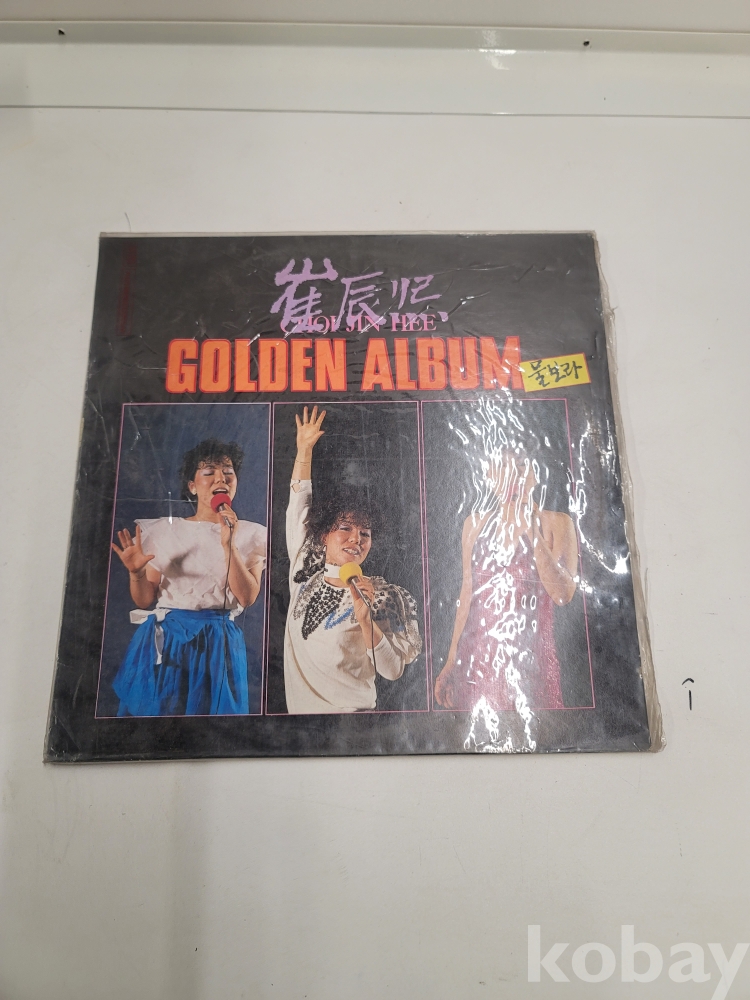 崔辰熙
CHOI JIN HEE
GOLDEN ALBUM
물보라
kobay